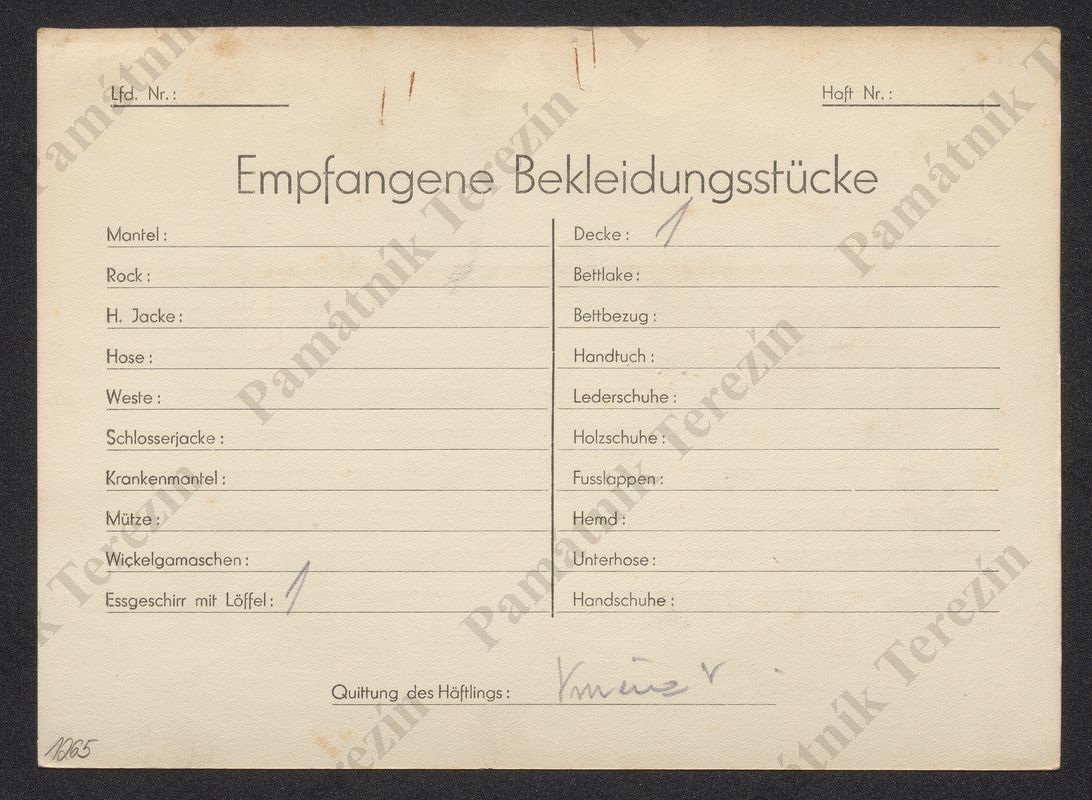 Lfd. Nr.:
Haft Nr.:
Empfangene Bekleidungsstücke
Mantel:
Rock:
H. Jacke:
Hose:
Weste:
Schlosserjacke:
Krankenmantel:
Mütze:
Wickelgamaschen:
Essgeschirr mit Löffel: 1
Decke: 1
Bettlake:
Bettbezug:
Handtuch:
Lederschuhe:
Holzschuhe:
Fusslappen:
Hemd:
Unterhose:
Handschuhe:
Quittung des Häftlings:
1265
Památník Terezín